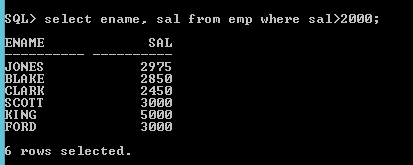 SQL> select ename, sal from emp where sal>2000;
ENAME             SAL
---------- ----------
JONES            2975
BLAKE            2850
CLARK            2450
SCOTT            3000
KING             5000
FORD             3000
6 rows selected.